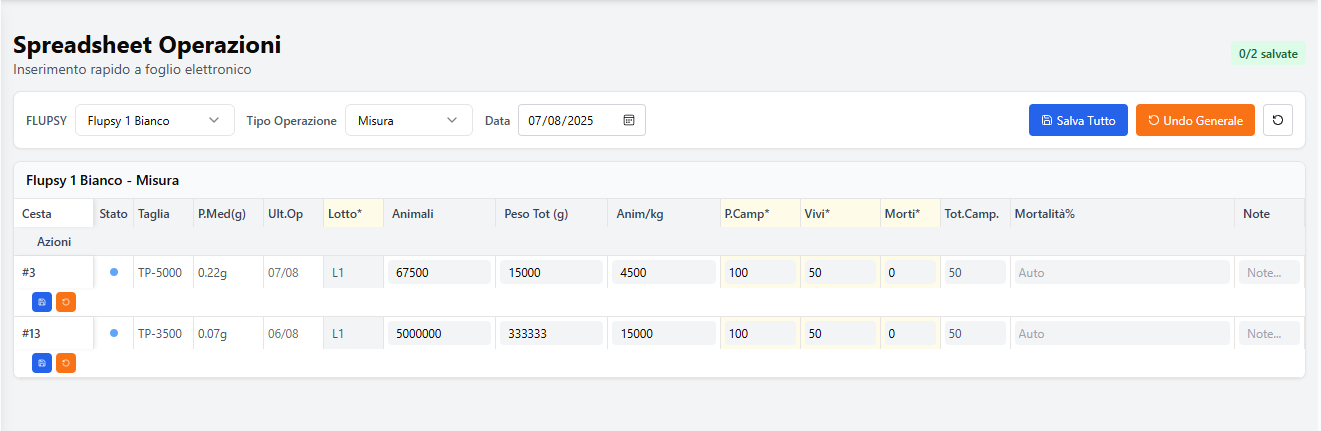 Spreadsheet Operazioni
Inserimento rapido a foglio elettronico
0/2 salvate
FLUPSY Flupsy 1 Bianco Tipo Operazione Misura Data 07/08/2025 Salva Tutto Undo Generale
Flupsy 1 Bianco - Misura
Cesta Stato Taglia P.Med(g) Ult.Op Lotto* Animali Peso Tot (g) Anim/kg P.Camp* Vivi* Morti* Tot.Camp. Mortalità% Note
Azioni
#3 TP-5000 0.22g 07/08 L1 67500 15000 4500 100 50 0 50 Auto Note...
#13 TP-3500 0.07g 06/08 L1 5000000 333333 15000 100 50 0 50 Auto Note...